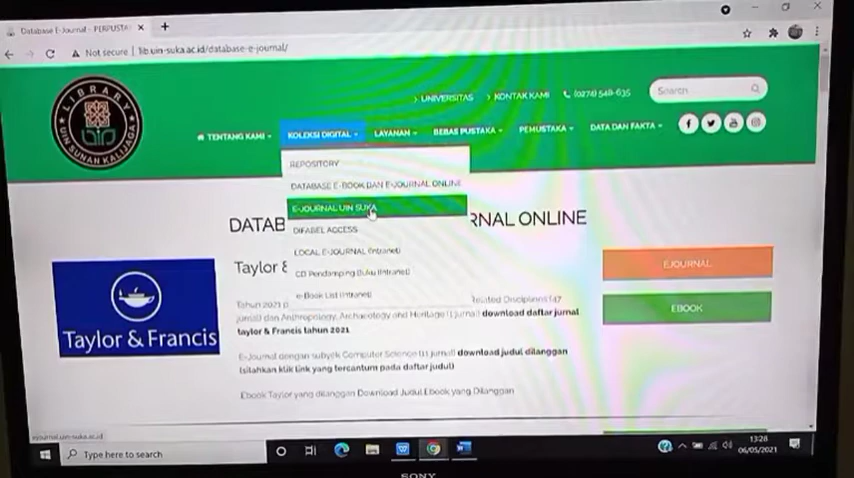 Database E-Journal - PERPUSTA
Not secure | lib.uin-suka.ac.id/database-e-journal/
LIBRARY
UIN SUNAN KALIJAGA
UNIVERSITAS
KONTAK KAMI
(0274) 548-635
Search
TENTANG KAMI
KOLEKSI DIGITAL
LAYANAN
BEBAS PUSTAKA
PEMUSTAKA
DATA DAN FAKTA
REPOSITORY
DATABASE E-BOOK DAN E-JOURNAL ONLINE
E-JOURNAL UIN SUKA
DIFABEL ACCESS
LOCAL E-JOURNAL (Intranet)
CD Pendamping Buku (Intranet)
e-Book List (Intranet)
DATAB RNAL ONLINE
Taylor &
Taylor & Francis
Tahun 2021 p Related Disciplines (47
jurnal) dan Anthropology, Archaeology and Heritage (1 jurnal) download daftar jurnal
taylor & Francis tahun 2021
E-Journal dengan subyek Computer Science (11 jurnal) download judul dilanggan
(silahkan klik link yang tercantum pada daftar judul)
Ebook Taylor yang dilanggan Download Judul Ebook yang Dilanggan
EJOURNAL
EBOOK
ejournal.uin-suka.ac.id
Type here to search
13:28
06/05/2021
SONY